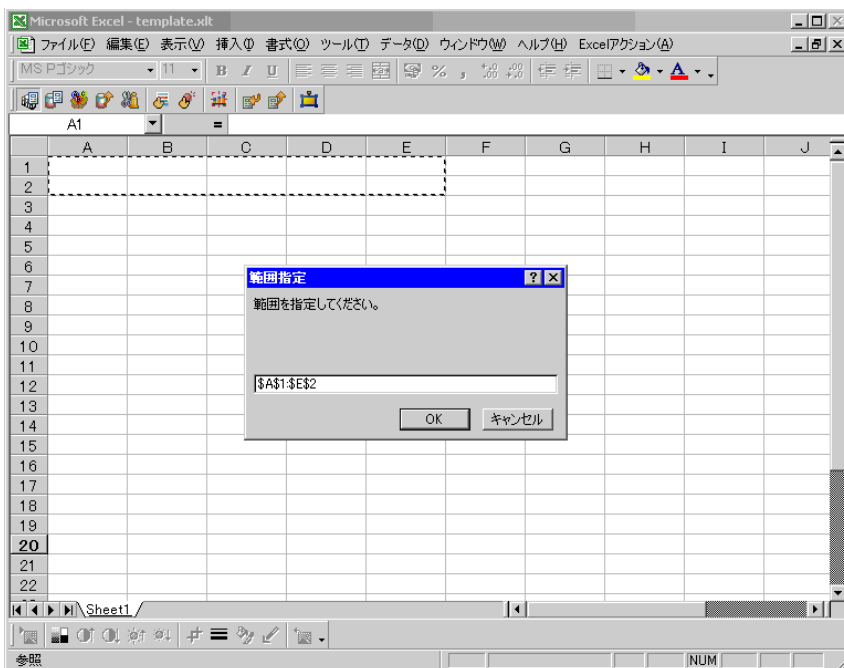 Microsoft Excel - template.xlt
ファイル(F) 編集(E) 表示(V) 挿入(I) 書式(O) ツール(T) データ(D) ウィンドウ(W) ヘルプ(H) Excelアクション(A)
MS Pゴシック 11 B I U % ,
A1 =
A B C D E F G H I J
1
2
3
4
5
6
範囲指定
7
範囲を指定してください。
8
9
10
11
$A$1:$E$2
12
13
OK キャンセル
14
15
16
17
18
19
20
21
22
Sheet1
参照 NUM